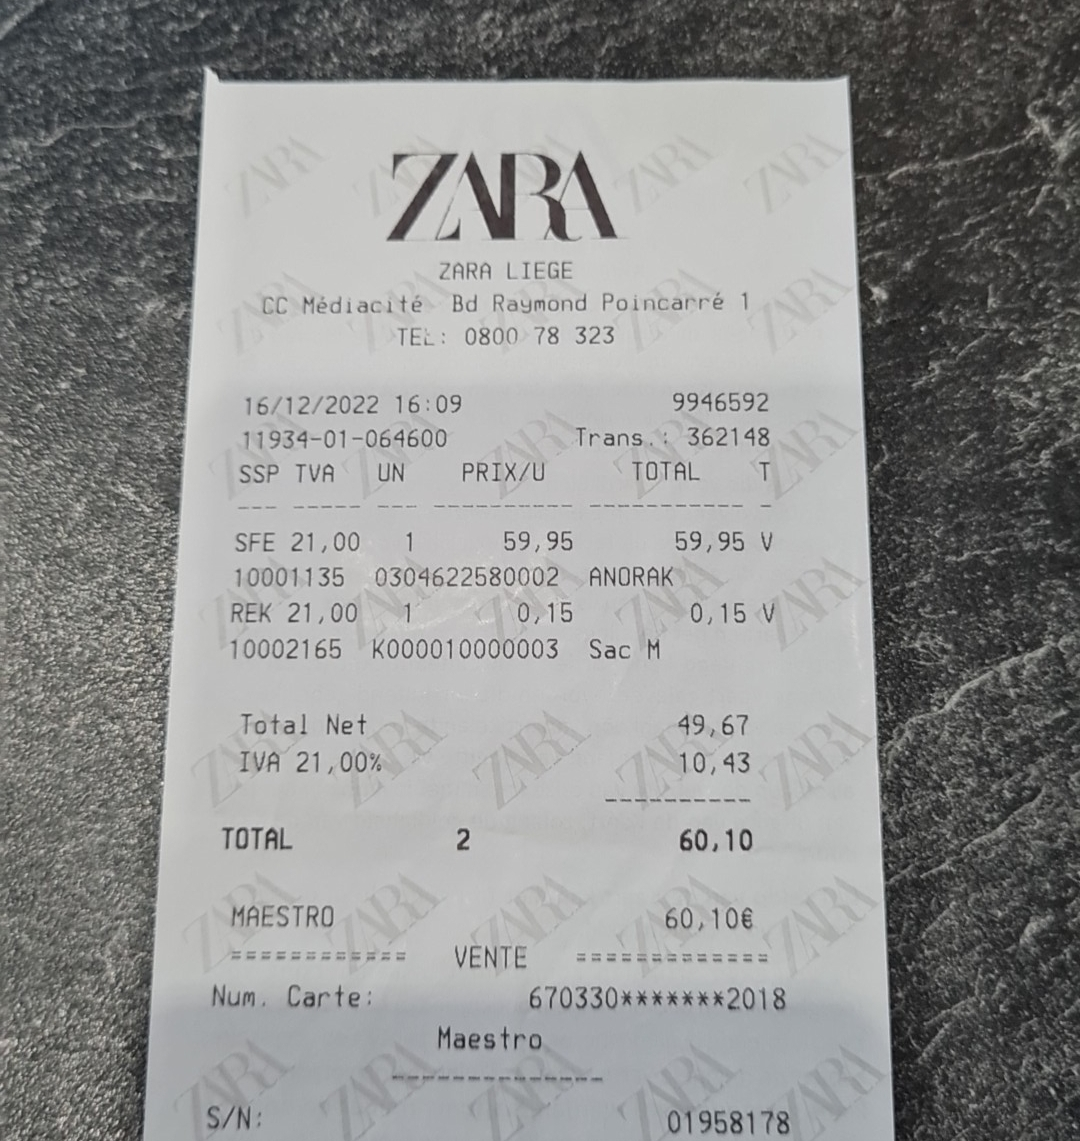 ZARA
ZARA LIEGE
CC Médiacité Bd Raymond Poincarré 1
TEL: 0800 78 323
16/12/2022 16:09 9946592
11934-01-064600 Trans.: 362148
SSP TVA UN PRIX/U TOTAL T
--- ----- --- ---------- ----------- -
SFE 21,00 1 59,95 59,95 V
10001135 0304622580002 ANORAK
REK 21,00 1 0,15 0,15 V
10002165 K000010000003 Sac M
Total Net 49,67
IVA 21,00% 10,43
----------
TOTAL 2 60,10
MAESTRO 60,10€
============ VENTE =============
Num. Carte: 670330*******2018
Maestro
--------------
S/N: 01958178